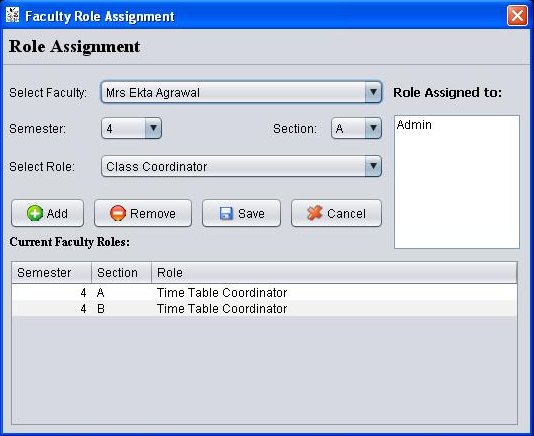 Faculty Role Assignment
Role Assignment
Select Faculty: Mrs Ekta Agrawal Role Assigned to:
Semester: 4 Section: A Admin
Select Role: Class Coordinator
Add Remove Save Cancel
Current Faculty Roles:
Semester Section Role
4 A Time Table Coordinator
4 B Time Table Coordinator